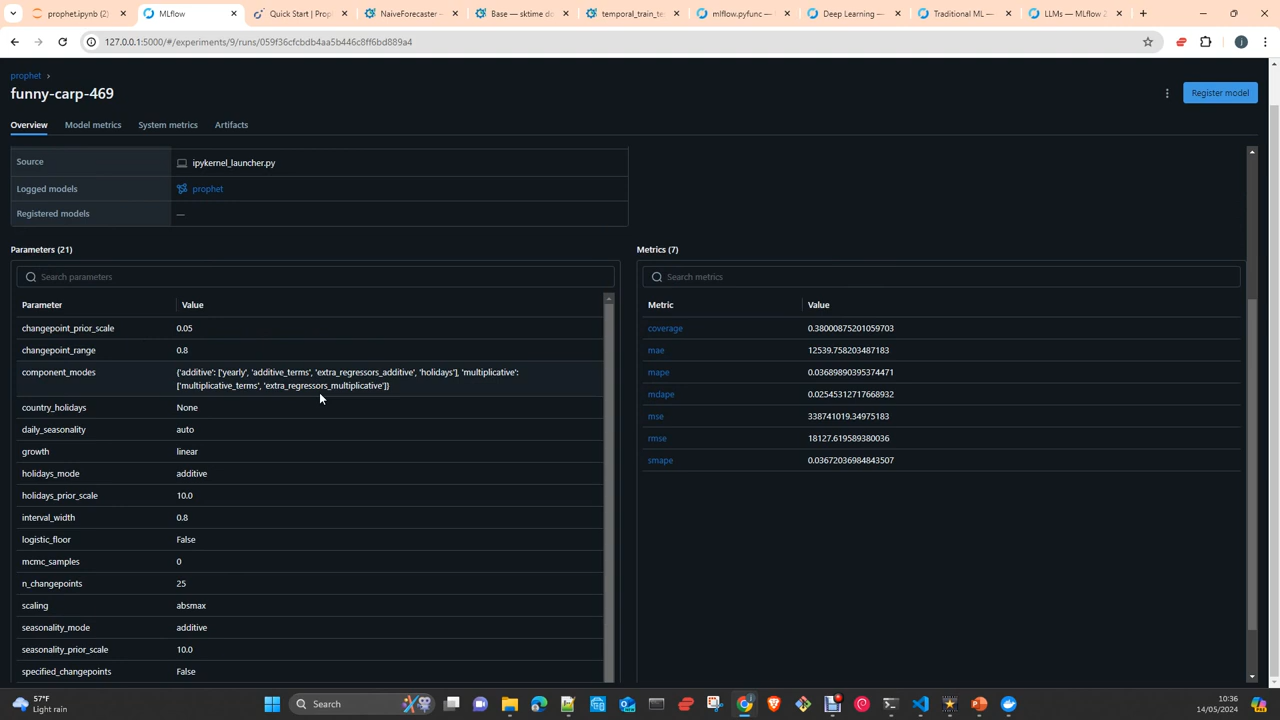 prophet.ipynb (2)
MLflow
Quick Start | Prop
NaiveForecaster —
Base — sktime do
temporal_train_te
mlflow.pyfunc —
Deep Learning —
Traditional ML —
LLMs — MLflow 2
127.0.0.1:5000/#/experiments/9/runs/059f36cfcbdb4aa5b446c8ff6bd889a4
prophet ›
funny-carp-469
Register model
Overview Model metrics System metrics Artifacts
Source ipykernel_launcher.py
Logged models prophet
Registered models —
Parameters (21)
Search parameters
Parameter Value
changepoint_prior_scale 0.05
changepoint_range 0.8
component_modes {'additive': ['yearly', 'additive_terms', 'extra_regressors_additive', 'holidays'], 'multiplicative':
['multiplicative_terms', 'extra_regressors_multiplicative']}
country_holidays None
daily_seasonality auto
growth linear
holidays_mode additive
holidays_prior_scale 10.0
interval_width 0.8
logistic_floor False
mcmc_samples 0
n_changepoints 25
scaling absmax
seasonality_mode additive
seasonality_prior_scale 10.0
specified_changepoints False
Metrics (7)
Search metrics
Metric Value
coverage 0.38000875201059703
mae 12539.758203487183
mape 0.03689890395374471
mdape 0.02545312717668932
mse 338741019.34975183
rmse 18127.619589380036
smape 0.03672036984843507
57°F
Light rain
Search
10:36
14/05/2024